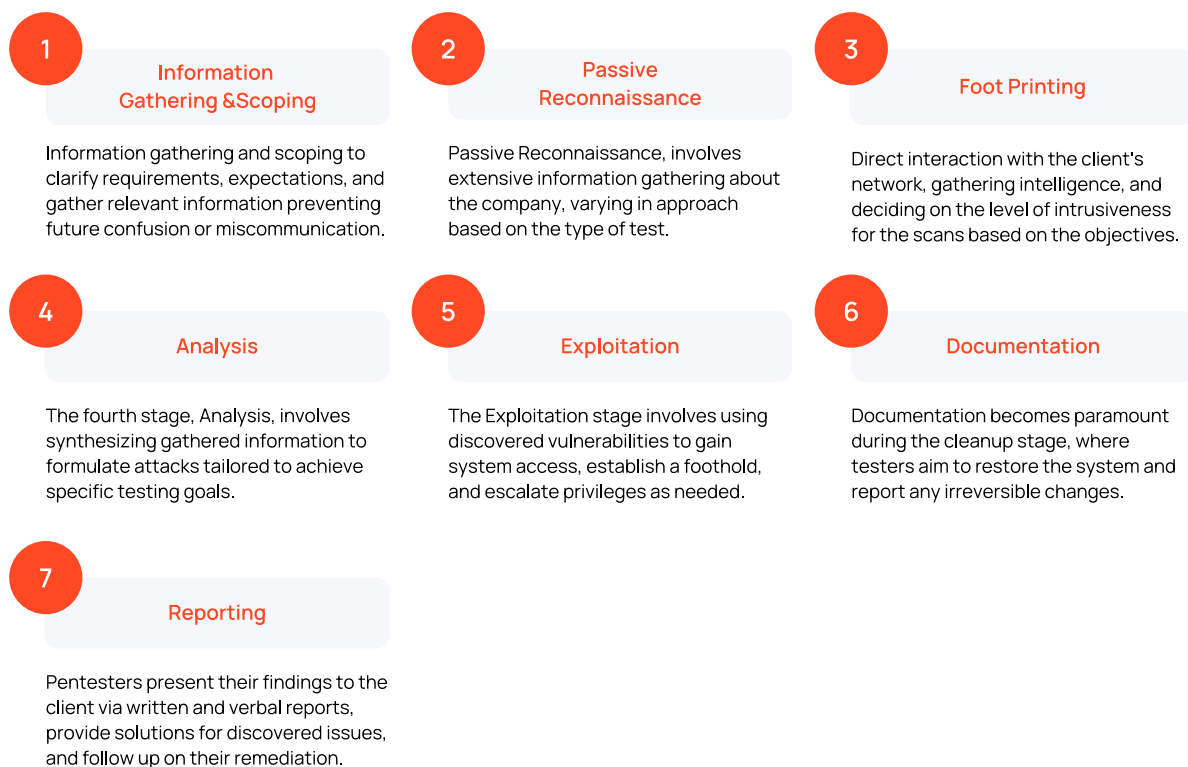 1
Information
Gathering &Scoping
Information gathering and scoping to
clarify requirements, expectations, and
gather relevant information preventing
future confusion or miscommunication.
2
Passive
Reconnaissance
Passive Reconnaissance, involves
extensive information gathering about
the company, varying in approach
based on the type of test.
3
Foot Printing
Direct interaction with the client's
network, gathering intelligence, and
deciding on the level of intrusiveness
for the scans based on the objectives.
4
Analysis
The fourth stage, Analysis, involves
synthesizing gathered information to
formulate attacks tailored to achieve
specific testing goals.
5
Exploitation
The Exploitation stage involves using
discovered vulnerabilities to gain
system access, establish a foothold,
and escalate privileges as needed.
6
Documentation
Documentation becomes paramount
during the cleanup stage, where
testers aim to restore the system and
report any irreversible changes.
7
Reporting
Pentesters present their findings to the
client via written and verbal reports,
provide solutions for discovered issues,
and follow up on their remediation.